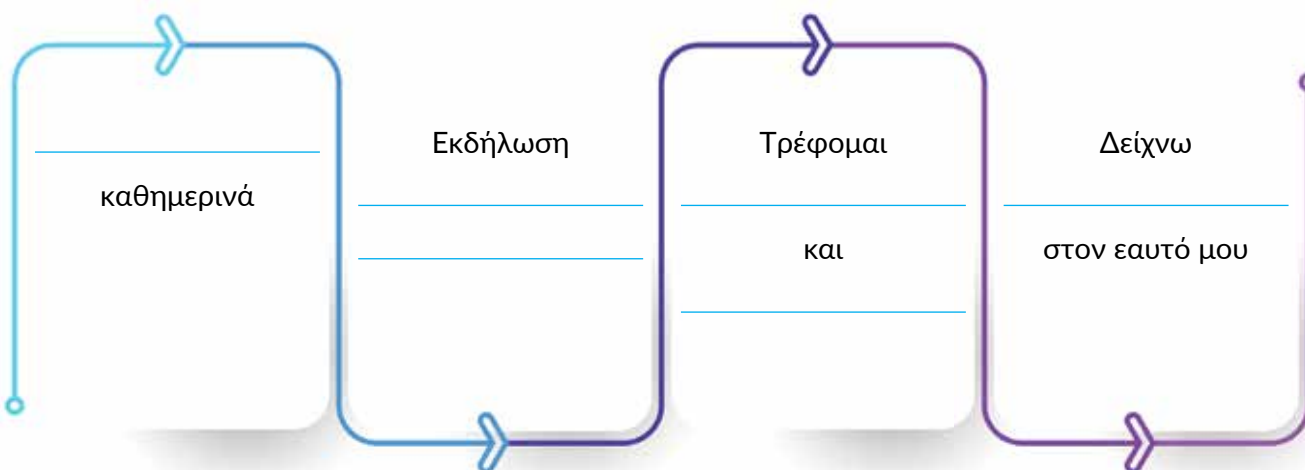 καθημερινά
Εκδήλωση
Τρέφομαι
και
Δείχνω
στον εαυτό μου